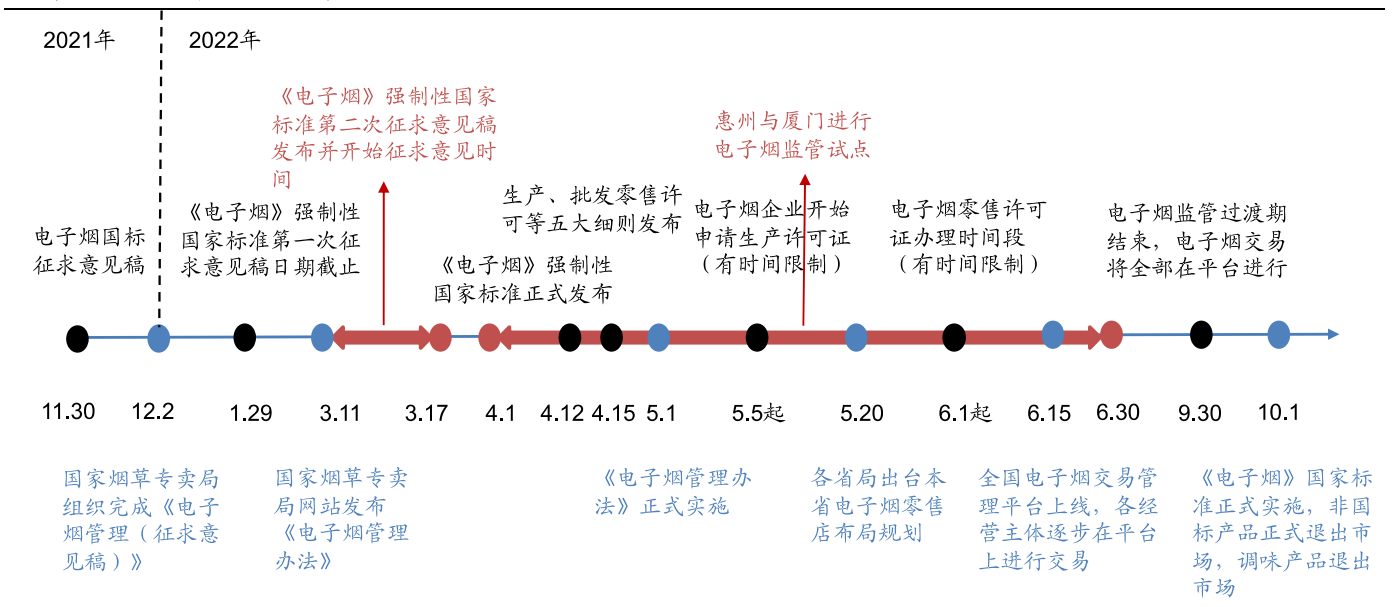 2021年
2022年
《电子烟》强制性国家
标准第二次征求意见稿
发布并开始征求意见时
间
惠州与厦门进行
电子烟监管试点
电子烟国标
征求意见稿
《电子烟》强制性
国家标准第一次征
求意见稿日期截止
《电子烟》强制性
国家标准正式发布
生产、批发零售许
可等五大细则发布
电子烟企业开始
申请生产许可证
（有时间限制）
电子烟零售许可
证办理时间段
（有时间限制）
电子烟监管过渡期
结束，电子烟交易
将全部在平台进行
11.30
12.2
1.29
3.11
3.17
4.1
4.12
4.15
5.1
5.5起
5.20
6.1起
6.15
6.30
9.30
10.1
国家烟草专卖局
组织完成《电子
烟管理（征求意
见稿）》
国家烟草专卖
局网站发布
《电子烟管理
办法》
《电子烟管理办
法》正式实施
各省局出台本
省电子烟零售
店布局规划
全国电子烟交易管
理平台上线，各经
营主体逐步在平台
上进行交易
《电子烟》国家标
准正式实施，非国
标产品正式退出市
场，调味产品退出
市场